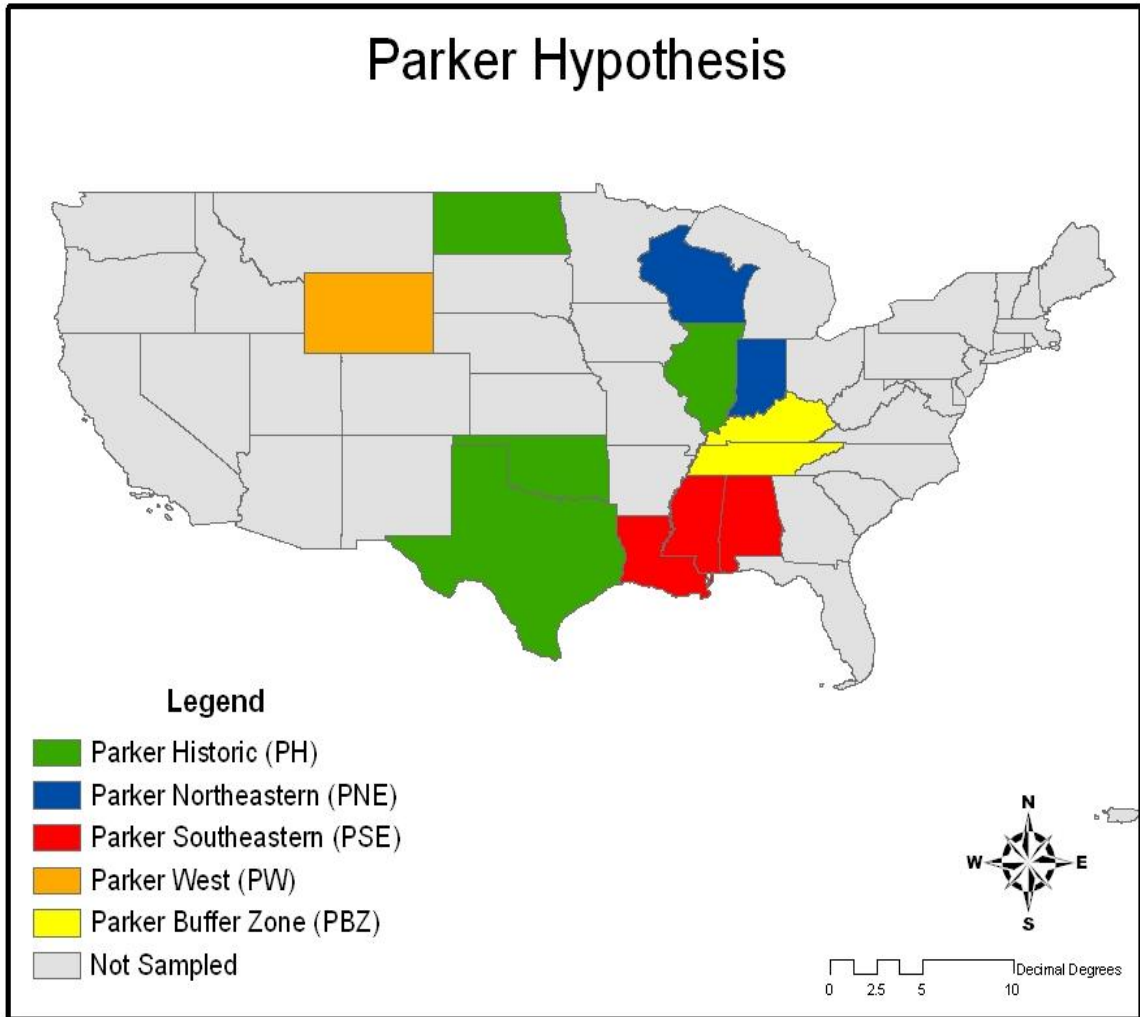 Parker Hypothesis
Legend
Parker Historic (PH)
Parker Northeastern (PNE)
Parker Southeastern (PSE)
Parker West (PW)
Parker Buffer Zone (PBZ)
Not Sampled
N
W E
S
Decimal Degrees
0 2.5 5 10